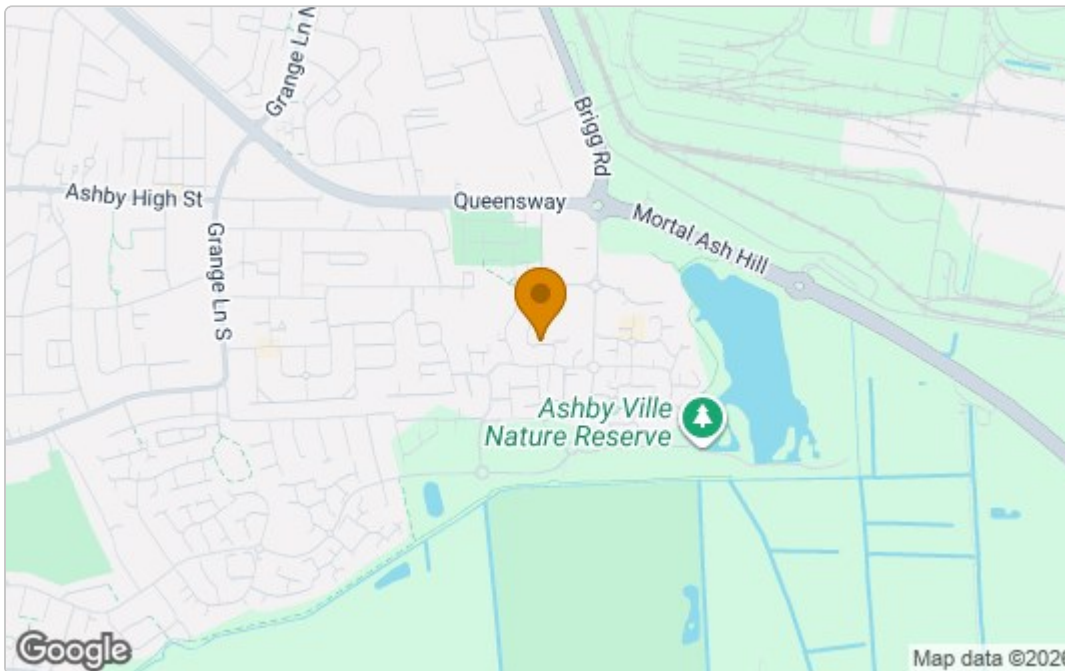 Grange Ln N
Brigg Rd
Ashby High St
Queensway
Mortal Ash Hill
Grange Ln S
Ashby Ville
Nature Reserve
Google
Map data ©2026